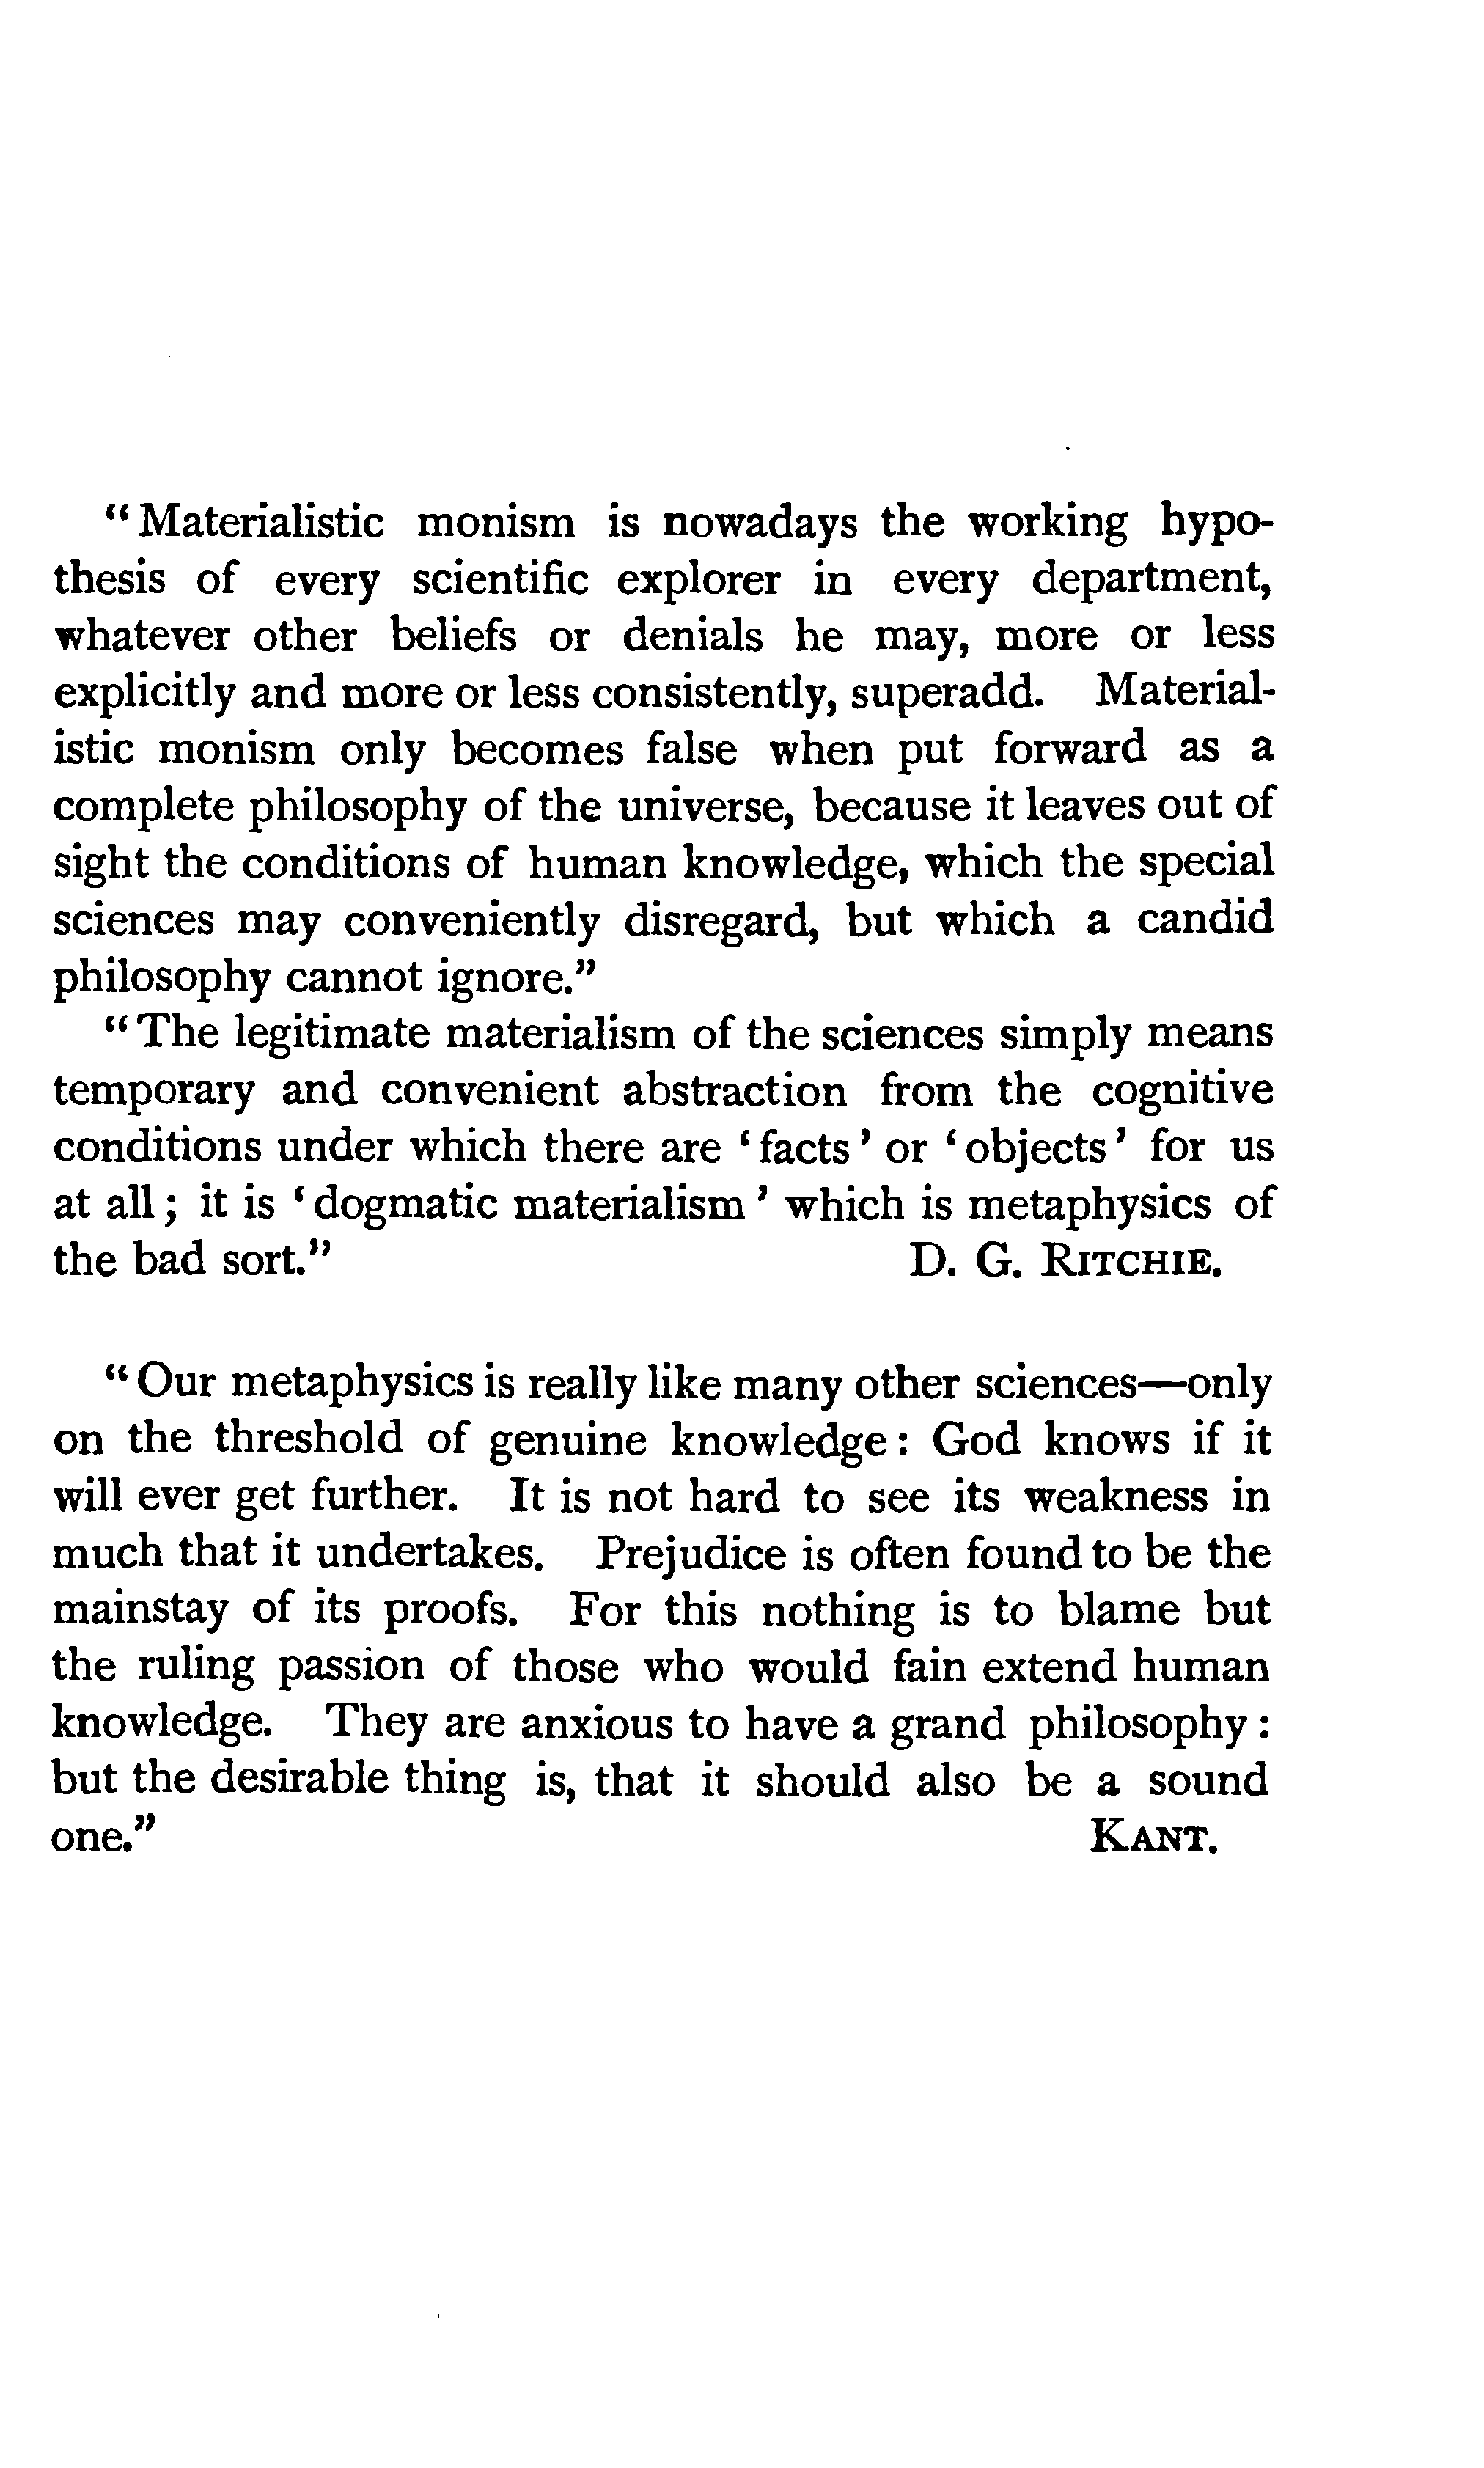 “Materialistic monism is nowadays the working hypo-
thesis of every scientific explorer in every department,
whatever other beliefs or denials he may, more or less
explicitly and more or less consistently, superadd. Material-
istic monism only becomes false when put forward as a
complete philosophy of the universe, because it leaves out of
sight the conditions of human knowledge, which the special
sciences may conveniently disregard, but which a candid
philosophy cannot ignore.”
“The legitimate materialism of the sciences simply means
temporary and convenient abstraction from the cognitive
conditions under which there are ‘facts’ or ‘objects’ for us
at all; it is ‘dogmatic materialism’ which is metaphysics of
the bad sort.” D. G. RITCHIE.
“Our metaphysics is really like many other sciences—only
on the threshold of genuine knowledge: God knows if it
will ever get further. It is not hard to see its weakness in
much that it undertakes. Prejudice is often found to be the
mainstay of its proofs. For this nothing is to blame but
the ruling passion of those who would fain extend human
knowledge. They are anxious to have a grand philosophy:
but the desirable thing is, that it should also be a sound
one.” KANT.